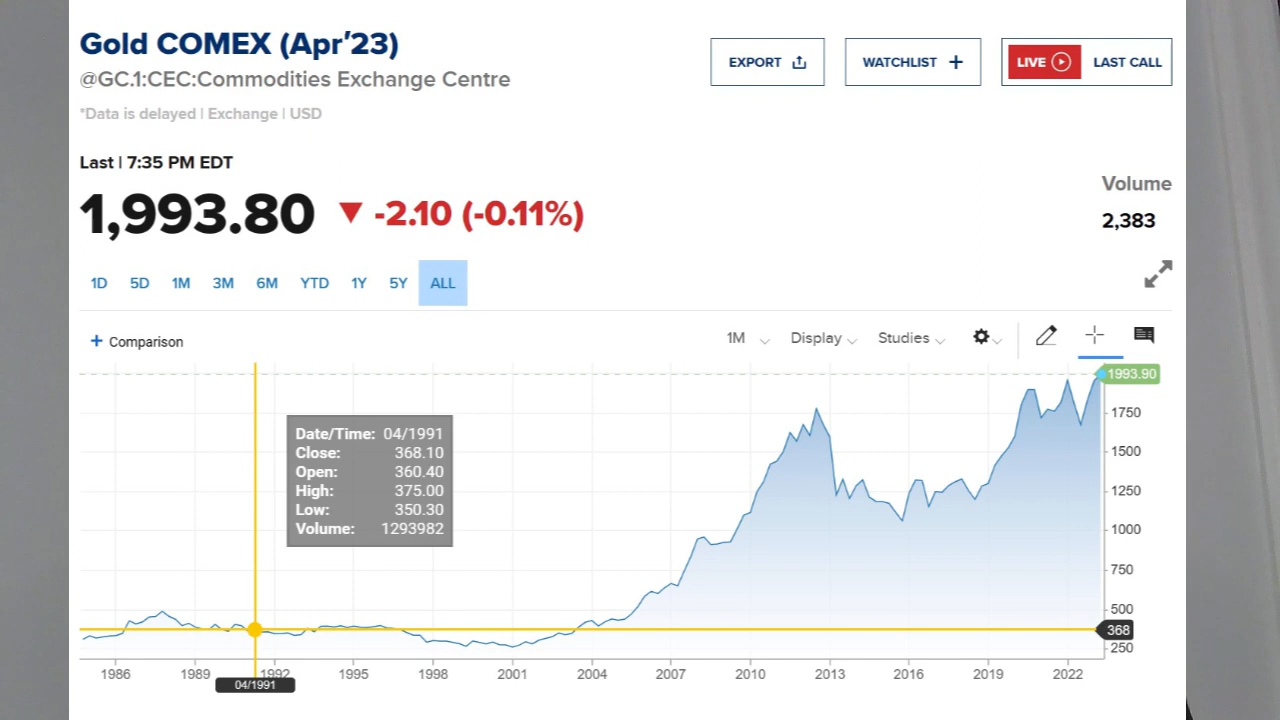 Gold COMEX (Apr'23)
@GC.1:CEC:Commodities Exchange Centre
*Data is delayed | Exchange | USD
EXPORT
WATCHLIST +
LIVE
LAST CALL
Last | 7:35 PM EDT
1,993.80 ▼ -2.10 (-0.11%)
Volume
2,383
1D 5D 1M 3M 6M YTD 1Y 5Y ALL
+ Comparison
1M Display Studies
1993.90
1750
1500
1250
1000
750
500
368
250
Date/Time: 04/1991
Close: 368.10
Open: 360.40
High: 375.00
Low: 350.30
Volume: 1293982
1986 1989 1992 1995 1998 2001 2004 2007 2010 2013 2016 2019 2022
04/1991